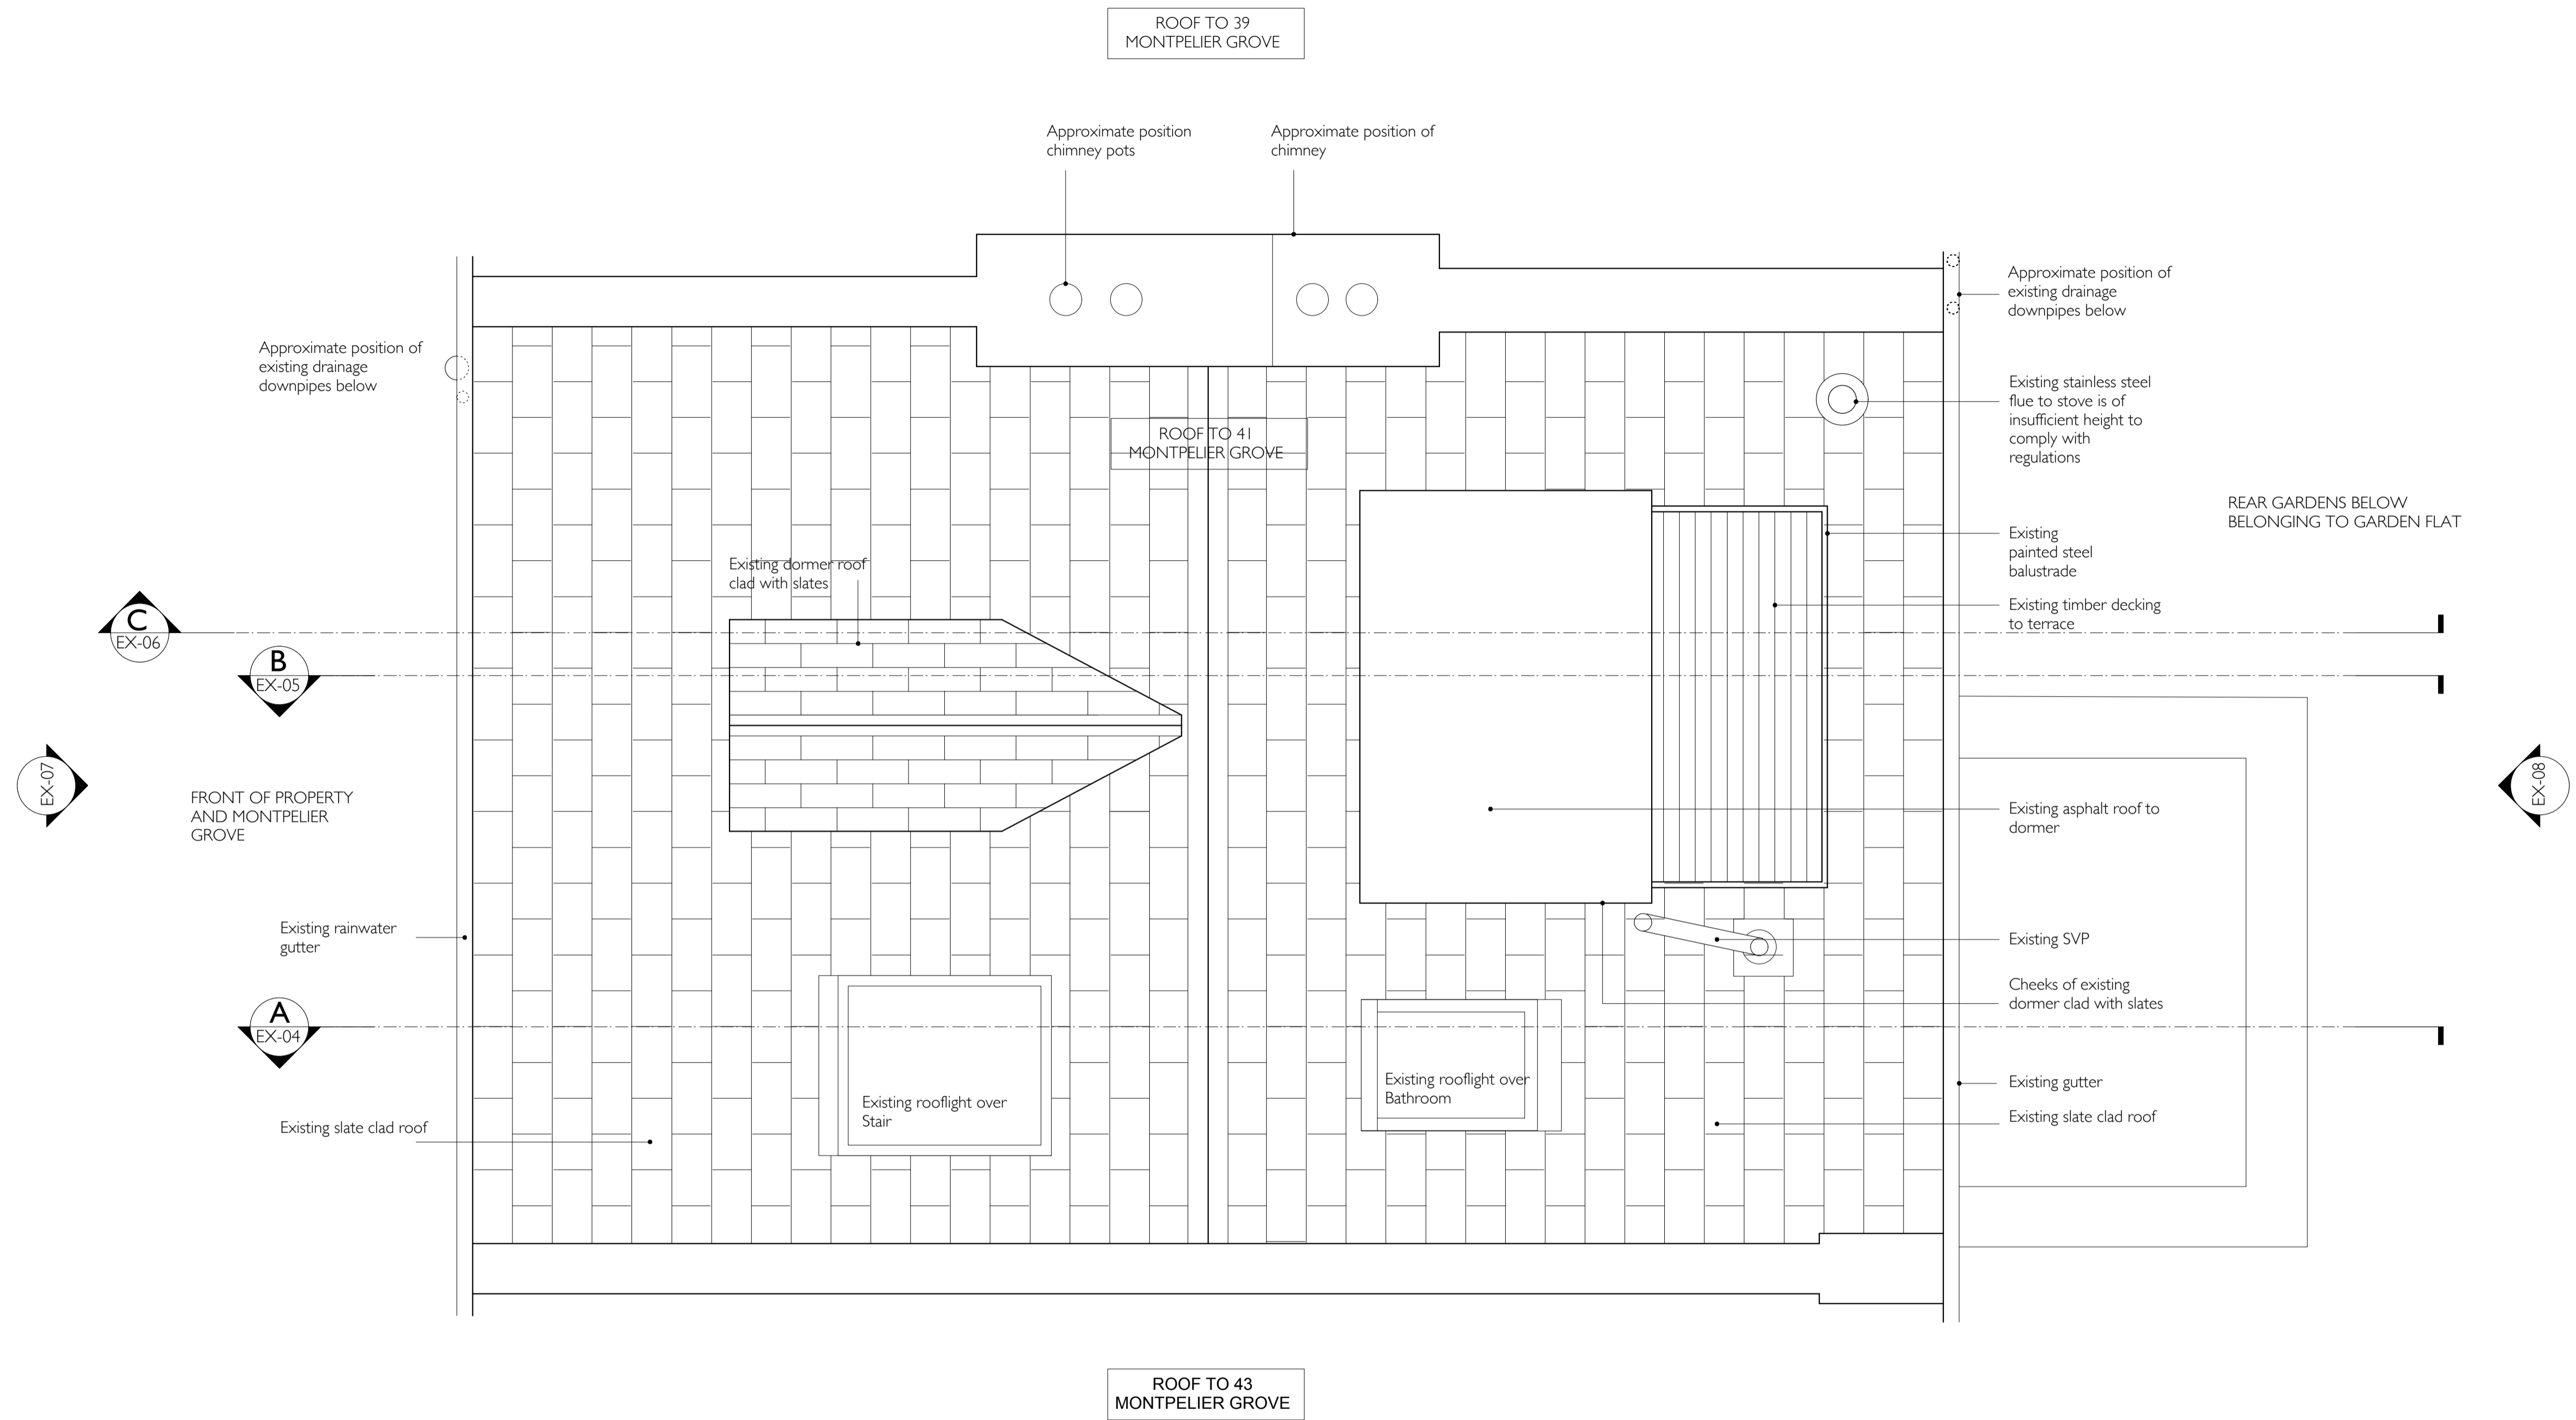 ROOF TO 39
MONTPELIER GROVE
Approximate position
chimney pots
Approximate position of
chimney
Approximate position of
existing drainage
downpipes below
Approximate position of
existing drainage
downpipes below
Existing stainless steel
flue to stove is of
insufficient height to
comply with
regulations
ROOF TO 41
MONTPELIER GROVE
REAR GARDENS BELOW
BELONGING TO GARDEN FLAT
Existing
painted steel
balustrade
Existing dormer roof
clad with slates
Existing timber decking
to terrace
C
EX-06
B
EX-05
EX-07
FRONT OF PROPERTY
AND MONTPELIER
GROVE
EX-08
Existing asphalt roof to
dormer
Existing rainwater
gutter
Existing SVP
Cheeks of existing
dormer clad with slates
A
EX-04
Existing rooflight over
Stair
Existing rooflight over
Bathroom
Existing gutter
Existing slate clad roof
Existing slate clad roof
ROOF TO 43
MONTPELIER GROVE